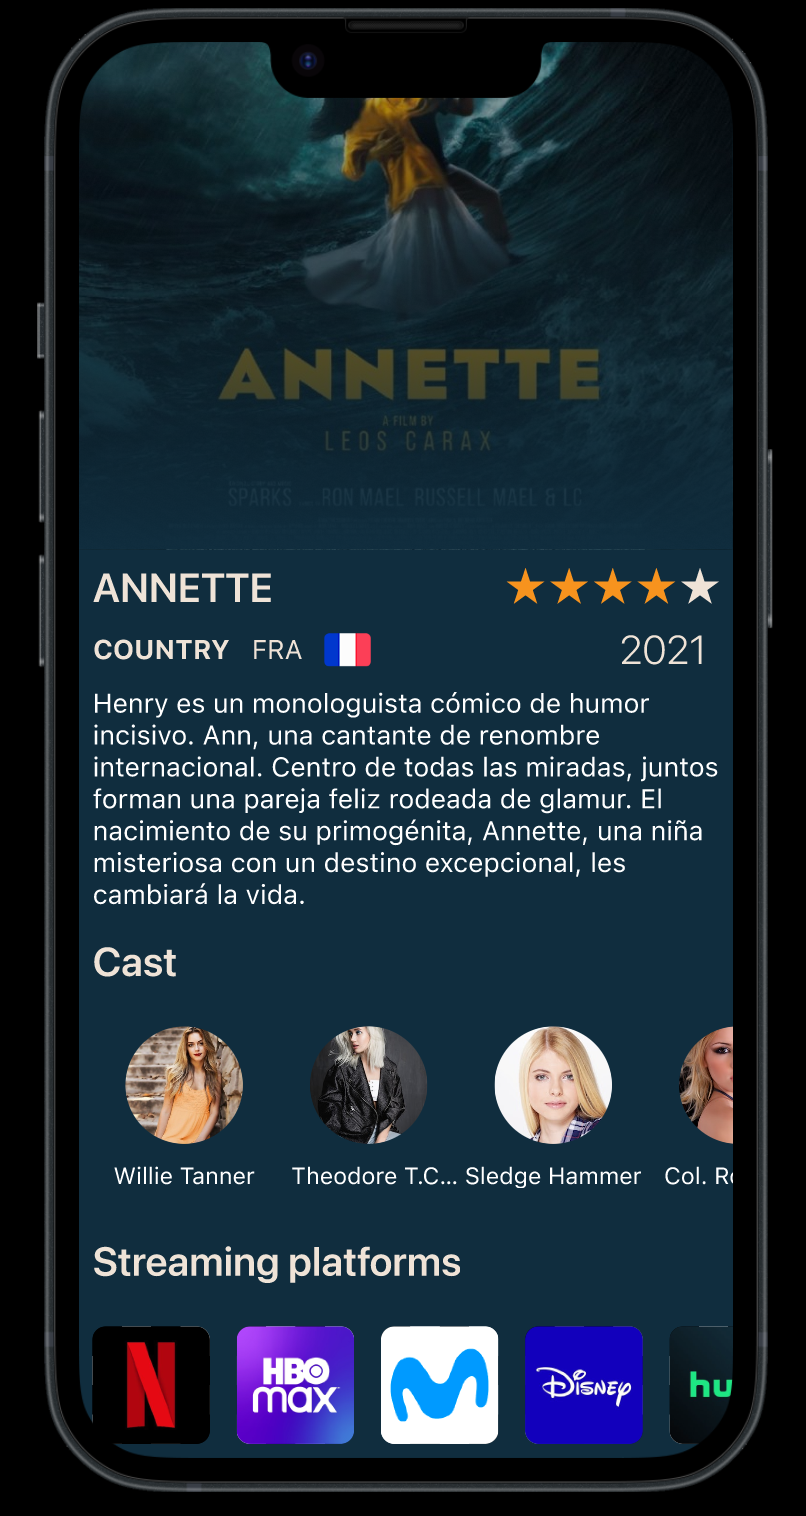 ANNETTE
A FILM BY
LEOS CARAX
SPARKS RON MAEL RUSSELL MAEL & LC
ANNETTE
COUNTRY FRA 2021
Henry es un monologuista cómico de humor
incisivo. Ann, una cantante de renombre
internacional. Centro de todas las miradas, juntos
forman una pareja feliz rodeada de glamur. El
nacimiento de su primogénita, Annette, una niña
misteriosa con un destino excepcional, les
cambiará la vida.
Cast
Willie Tanner Theodore T.C... Sledge Hammer Col. Ro
Streaming platforms
N HBO max Disney hu